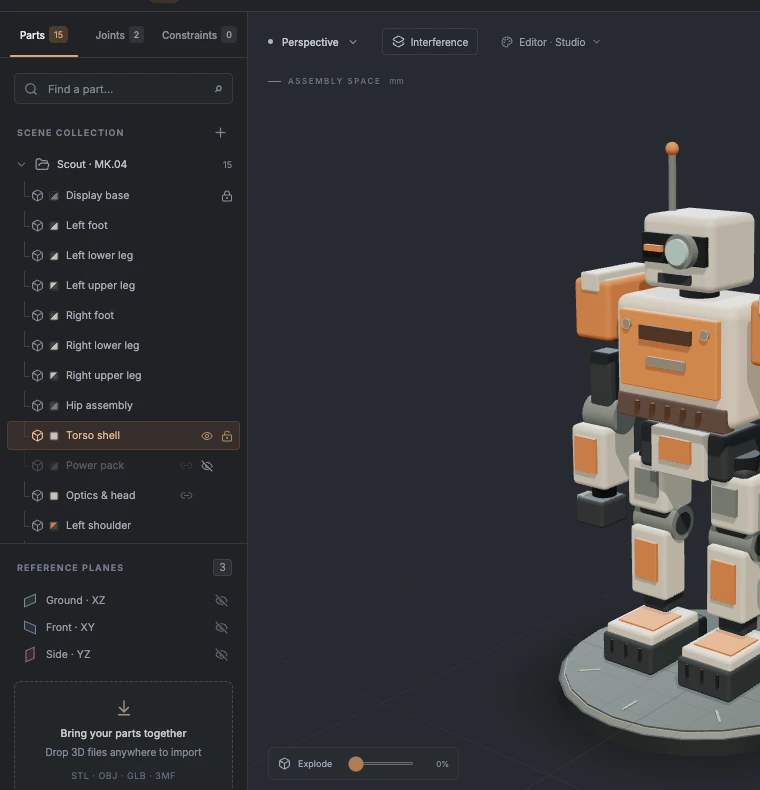 Parts 15 Joints 2 Constraints 0
Perspective Interference Editor · Studio
Find a part...
ASSEMBLY SPACE mm
SCENE COLLECTION
Scout · MK.04 15
Display base
Left foot
Left lower leg
Left upper leg
Right foot
Right lower leg
Right upper leg
Hip assembly
Torso shell
Power pack
Optics & head
Left shoulder
REFERENCE PLANES 3
Ground · XZ
Front · XY
Side · YZ
Bring your parts together
Drop 3D files anywhere to import
STL · OBJ · GLB · 3MF
Explode 0%